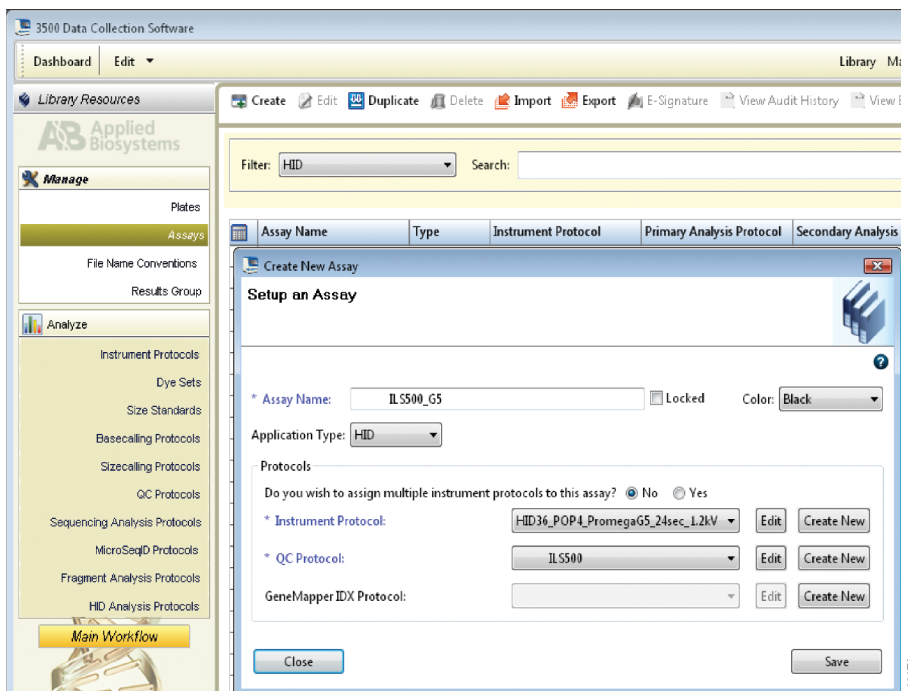 3500 Data Collection Software
Dashboard Edit Library
Library Resources
Create Edit Duplicate Delete Import Export E-Signature View Audit History View
AB Applied Biosystems
Filter: HID Search:
Manage
Plates
Assays
File Name Conventions
Results Group
Analyze
Instrument Protocols
Dye Sets
Size Standards
Basecalling Protocols
Sizecalling Protocols
QC Protocols
Sequencing Analysis Protocols
MicroSeqID Protocols
Fragment Analysis Protocols
HID Analysis Protocols
Main Workflow
Assay Name Type Instrument Protocol Primary Analysis Protocol Secondary Analysis
Create New Assay
Setup an Assay
* Assay Name: ILS500_G5 Locked Color: Black
Application Type: HID
Protocols
Do you wish to assign multiple instrument protocols to this assay? No Yes
* Instrument Protocol: HID36_POP4_PromegaG5_24sec_1.2kV Edit Create New
* QC Protocol: ILS500 Edit Create New
GeneMapper IDX Protocol: Edit Create New
Close Save